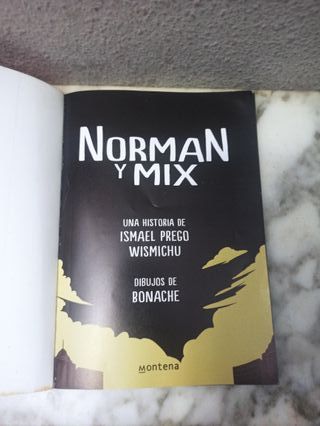 NORMAN
Y MIX
UNA HISTORIA DE
ISMAEL PREGO
WISMICHU
DIBUJOS DE
BONACHE
Montena